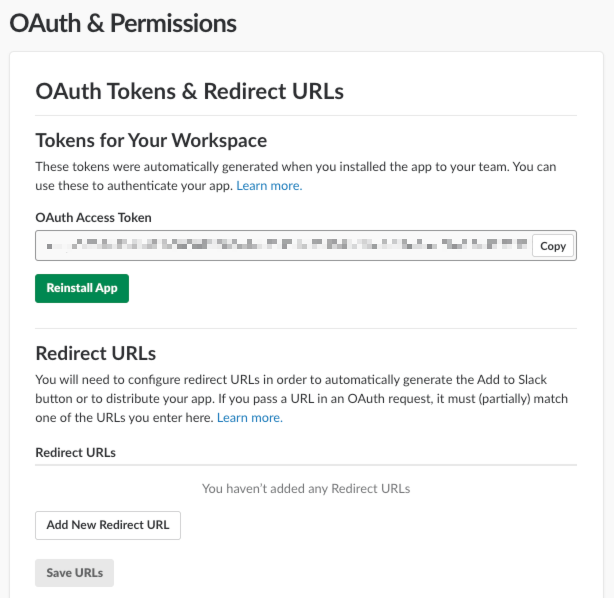 OAuth & Permissions
OAuth Tokens & Redirect URLs
Tokens for Your Workspace
These tokens were automatically generated when you installed the app to your team. You can
use these to authenticate your app. Learn more.
OAuth Access Token
Copy
Reinstall App
Redirect URLs
You will need to configure redirect URLs in order to automatically generate the Add to Slack
button or to distribute your app. If you pass a URL in an OAuth request, it must (partially) match
one of the URLs you enter here. Learn more.
Redirect URLs
You haven’t added any Redirect URLs
Add New Redirect URL
Save URLs